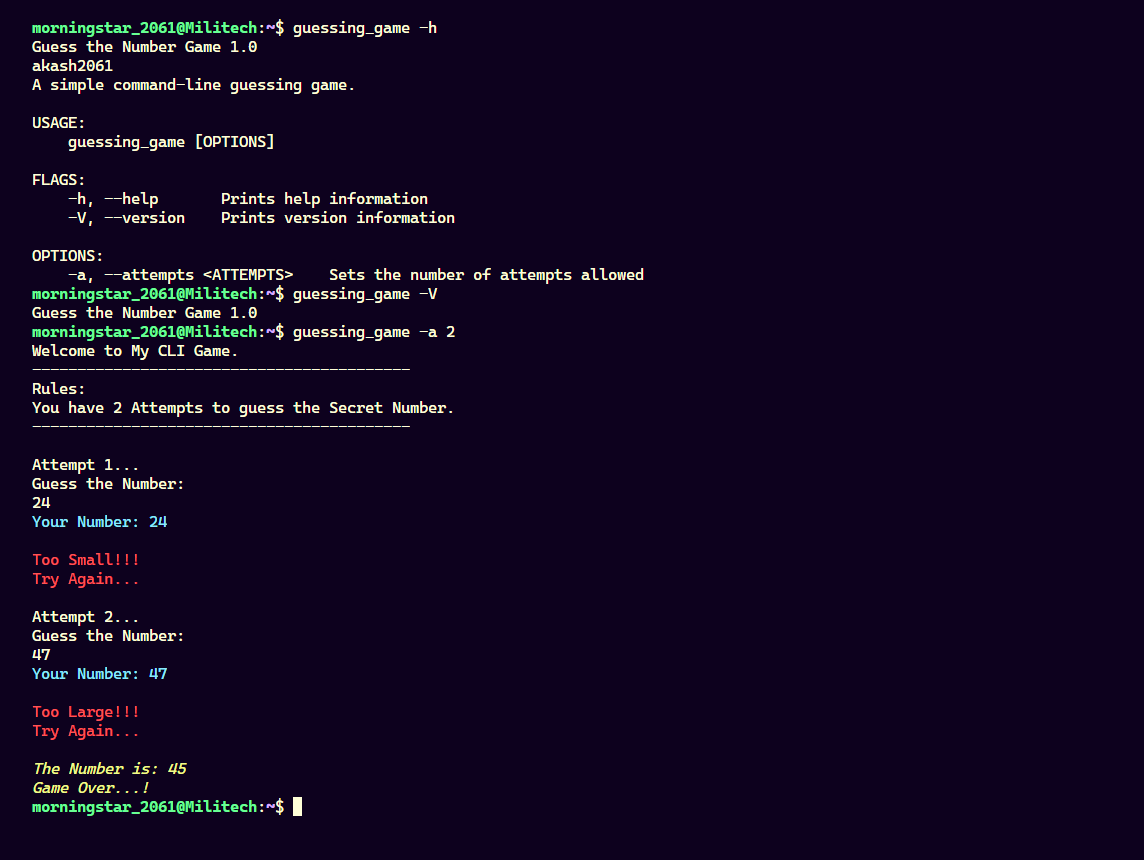 morningstar_2061@Militech:~$ guessing_game -h
Guess the Number Game 1.0
akash2061
A simple command-line guessing game.

USAGE:
    guessing_game [OPTIONS]

FLAGS:
    -h, --help       Prints help information
    -V, --version    Prints version information

OPTIONS:
    -a, --attempts <ATTEMPTS>    Sets the number of attempts allowed
morningstar_2061@Militech:~$ guessing_game -V
Guess the Number Game 1.0
morningstar_2061@Militech:~$ guessing_game -a 2
Welcome to My CLI Game.
------------------------------------------
Rules:
You have 2 Attempts to guess the Secret Number.
------------------------------------------

Attempt 1...
Guess the Number:
24
Your Number: 24

Too Small!!!
Try Again...

Attempt 2...
Guess the Number:
47
Your Number: 47

Too Large!!!
Try Again...

The Number is: 45
Game Over...!
morningstar_2061@Militech:~$